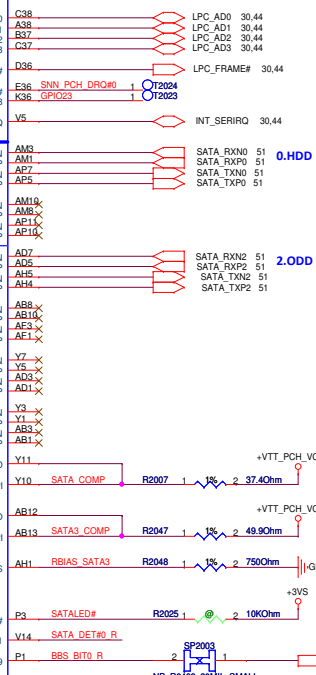 C38 LPC_AD0 30,44
A38 LPC_AD1 30,44
B37 LPC_AD2 30,44
C37 LPC_AD3 30,44
D36 LPC_FRAME# 30,44
E36 SNN_PCH_DRQ#0 1 T2024
K36 GPIO23 1 T2023
V5 INT_SERIRQ 30,44
AM3 SATA_RXN0 51
AM1 SATA_RXP0 51
0.HDD
AP7 SATA_TXN0 51
AP5 SATA_TXP0 51
AM10
AM8
AP11
AP10
AD7 SATA_RXN2 51
AD5 SATA_RXP2 51
2.ODD
AH5 SATA_TXN2 51
AH4 SATA_TXP2 51
AB8
AB10
AF3
AF1
Y7
Y5
AD3
AD1
Y3
Y1
AB3
AB1
+VTT_PCH_VC
Y11
Y10 SATA_COMP R2007 1 1% 2 37.4Ohm
+VTT_PCH_VC
AB12
AB13 SATA3_COMP R2047 1 1% 2 49.9Ohm
AH1 RBIAS_SATA3 R2048 1 1% 2 750Ohm
+3VS
P3 SATALED# R2025 1 @ 2 10KOhm
V14 SATA_DET#0_R
P1 BBS_BIT0_R 2 SP2003 1